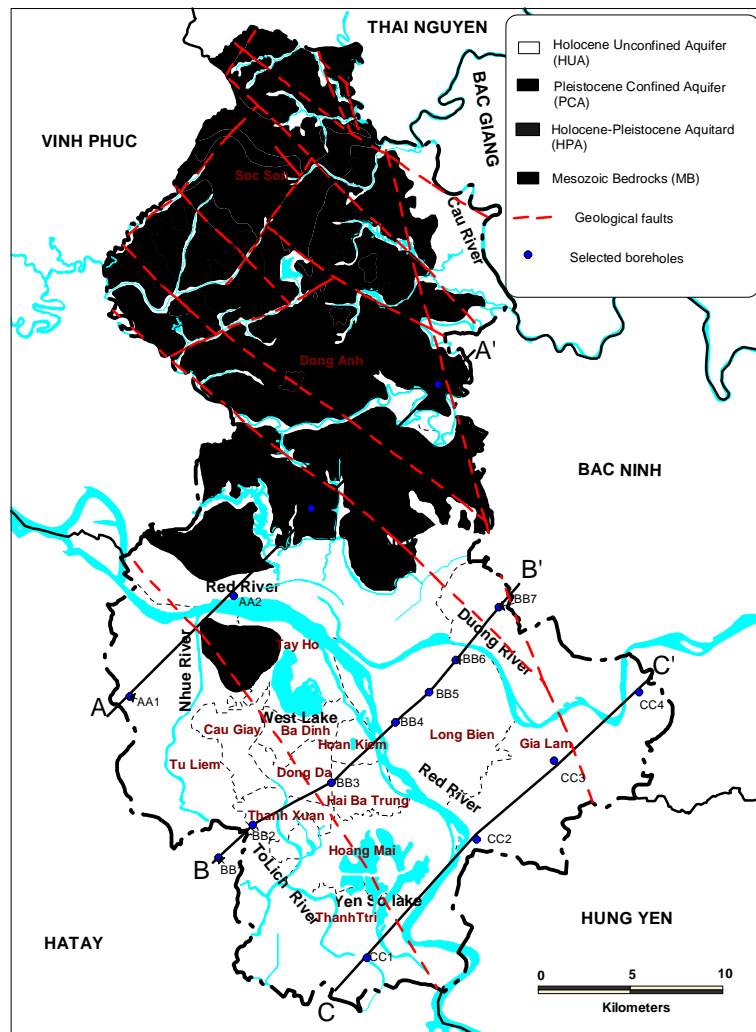 THAI NGUYEN
BAC GIANG
VINH PHUC
Holocene Unconfined Aquifer
(HUA)
Pleistocene Confined Aquifer
(PCA)
Holocene-Pleistocene Aquitard
(HPA)
Mesozoic Bedrocks (MB)
Geological faults
Selected boreholes
Soc Son
Cau River
Dong Anh
A'
BAC NINH
B'
BB7
Red River
AA2
Duong River
Nhue River
Tay Ho
BB6
C'
A
AA1
BB5
CC4
West Lake
Cau Giay
Ba Dinh
BB4
Hoan Kiem
Long Bien
Gia Lam
Tu Liem
Dong Da
CC3
BB3
Hai Ba Trung
Red River
Thanh Xuan
BB2
CC2
Hoang Mai
B
BB1
ToLich River
Yen So lake
ThanhTtri
HUNG YEN
HATAY
CC1
C
0
5
10
Kilometers